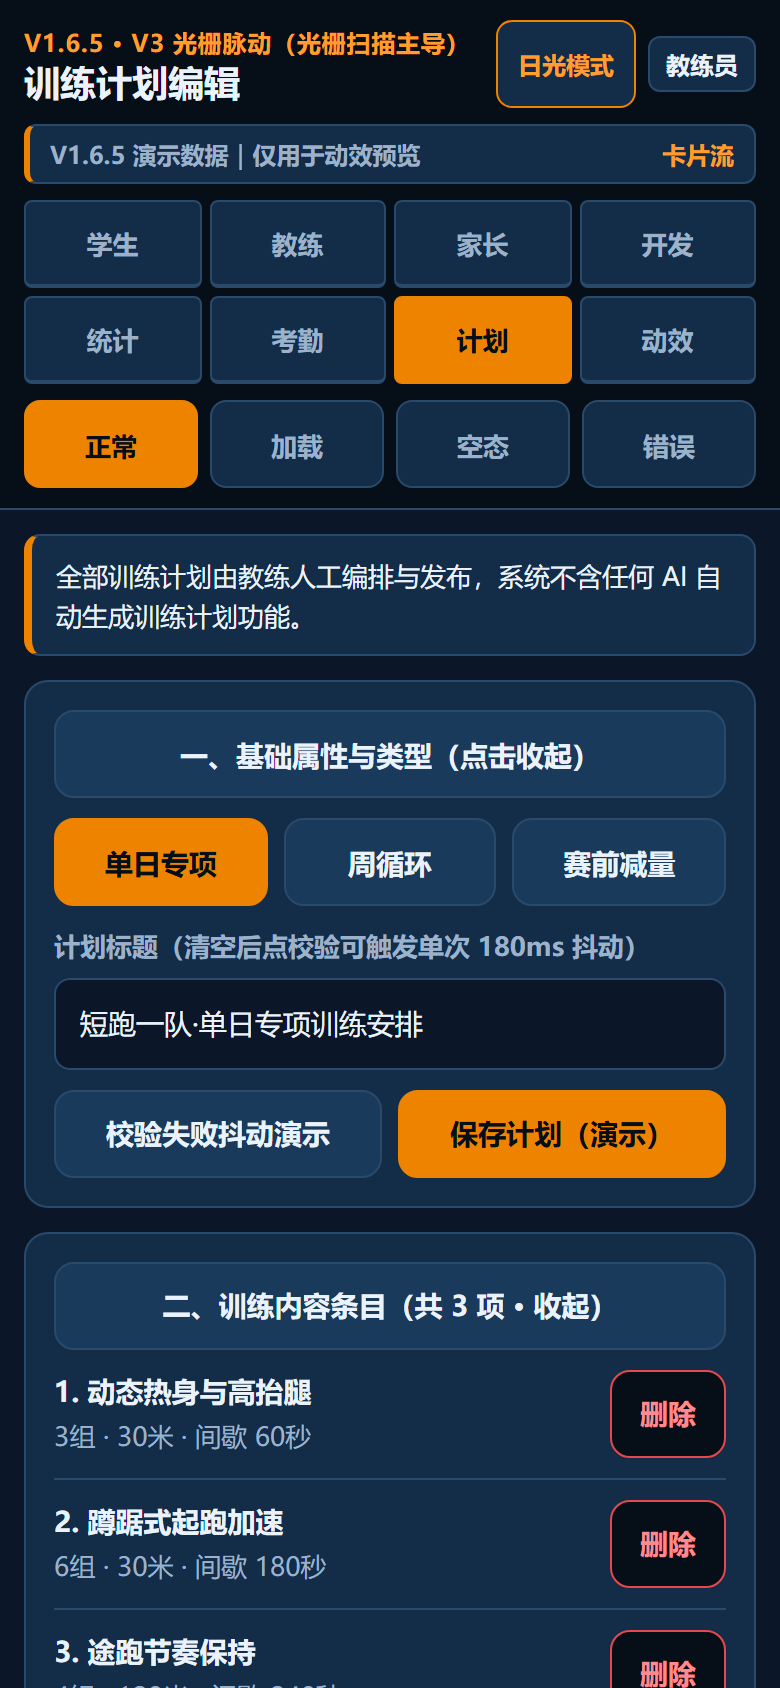 V1.6.5 · V3 光栅脉动（光栅扫描主导）
训练计划编辑
日光模式
教练员
V1.6.5 演示数据 | 仅用于动效预览
卡片流
学生
教练
家长
开发
统计
考勤
计划
动效
正常
加载
空态
错误
全部训练计划由教练人工编排与发布，系统不含任何 AI 自
动生成训练计划功能。
一、基础属性与类型（点击收起）
单日专项
周循环
赛前减量
计划标题（清空后点校验可触发单次 180ms 抖动）
短跑一队·单日专项训练安排
校验失败抖动演示
保存计划（演示）
二、训练内容条目（共 3 项 · 收起）
1. 动态热身与高抬腿
3组 · 30米 · 间歇 60秒
删除
2. 蹲踞式起跑加速
6组 · 30米 · 间歇 180秒
删除
3. 途跑节奏保持
删除